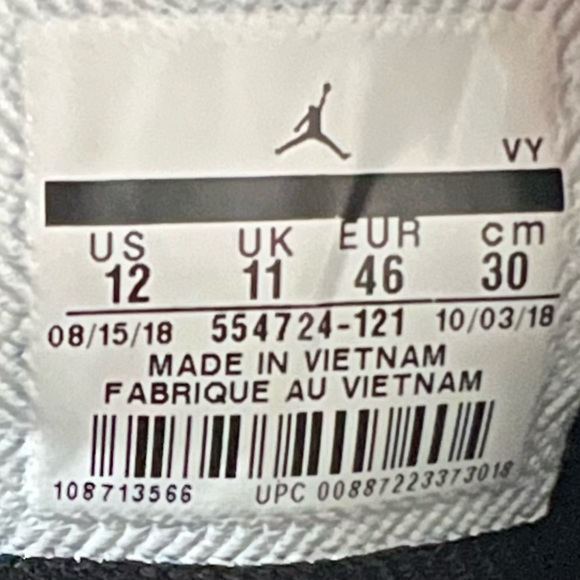 VY
US UK EUR cm
12 11 46 30
08/15/18 554724-121 10/03/18
MADE IN VIETNAM
FABRIQUE AU VIETNAM
108713566 UPC 00887223373018